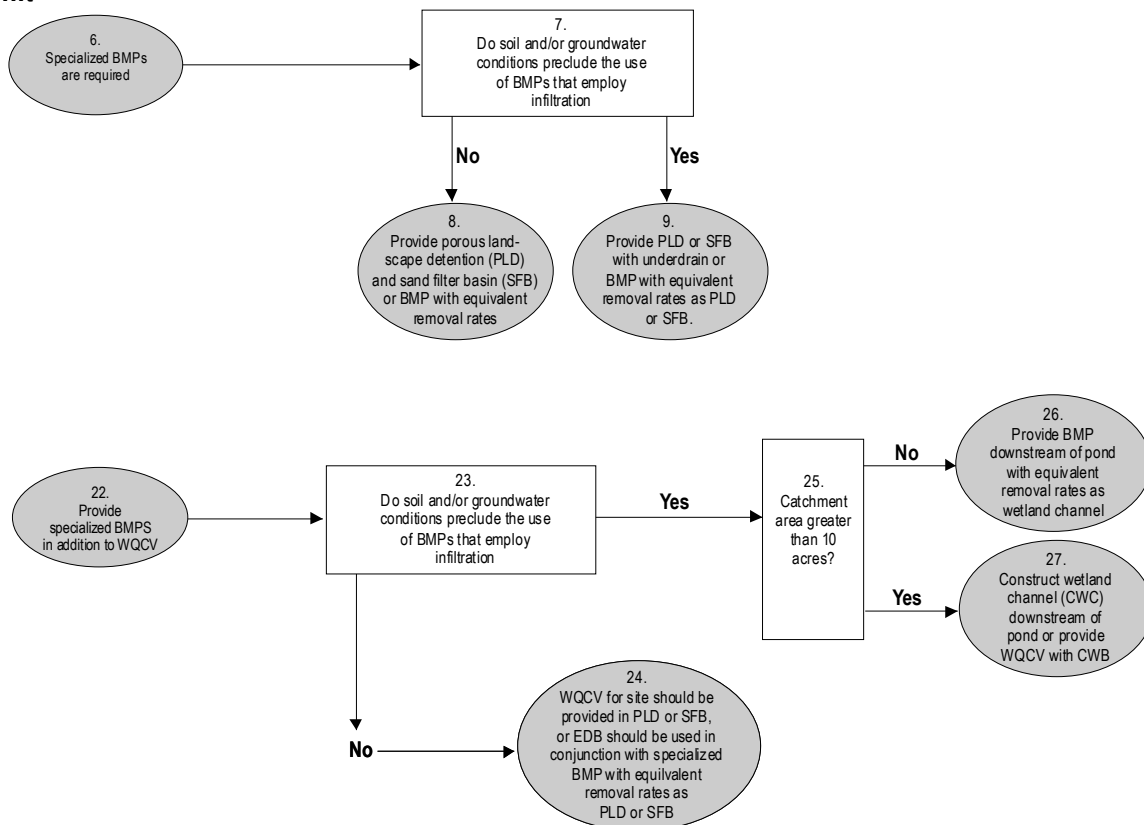 6.
Specialized BMPs
are required
7.
Do soil and/or groundwater
conditions preclude the use
of BMPs that employ
infiltration
No
Yes
8.
Provide porous land-
scape detention (PLD)
and sand filter basin (SFB)
or BMP with equivalent
removal rates
9.
Provide PLD or SFB
with underdrain or
BMP with equivalent
removal rates as PLD
or SFB.
22.
Provide
specialized BMPS
in addition to WQCV
23.
Do soil and/or groundwater
conditions preclude the use
of BMPs that employ
infiltration
Yes
25.
Catchment
area greater
than 10
acres?
No
26.
Provide BMP
downstream of pond
with equivalent
removal rates as
wetland channel
Yes
27.
Construct wetland
channel (CWC)
downstream of
pond or provide
WQCV with CWB
No
24.
WQCV for site should be
provided in PLD or SFB,
or EDB should be used in
conjunction with specialized
BMP with equilvalent
removal rates as
PLD or SFB